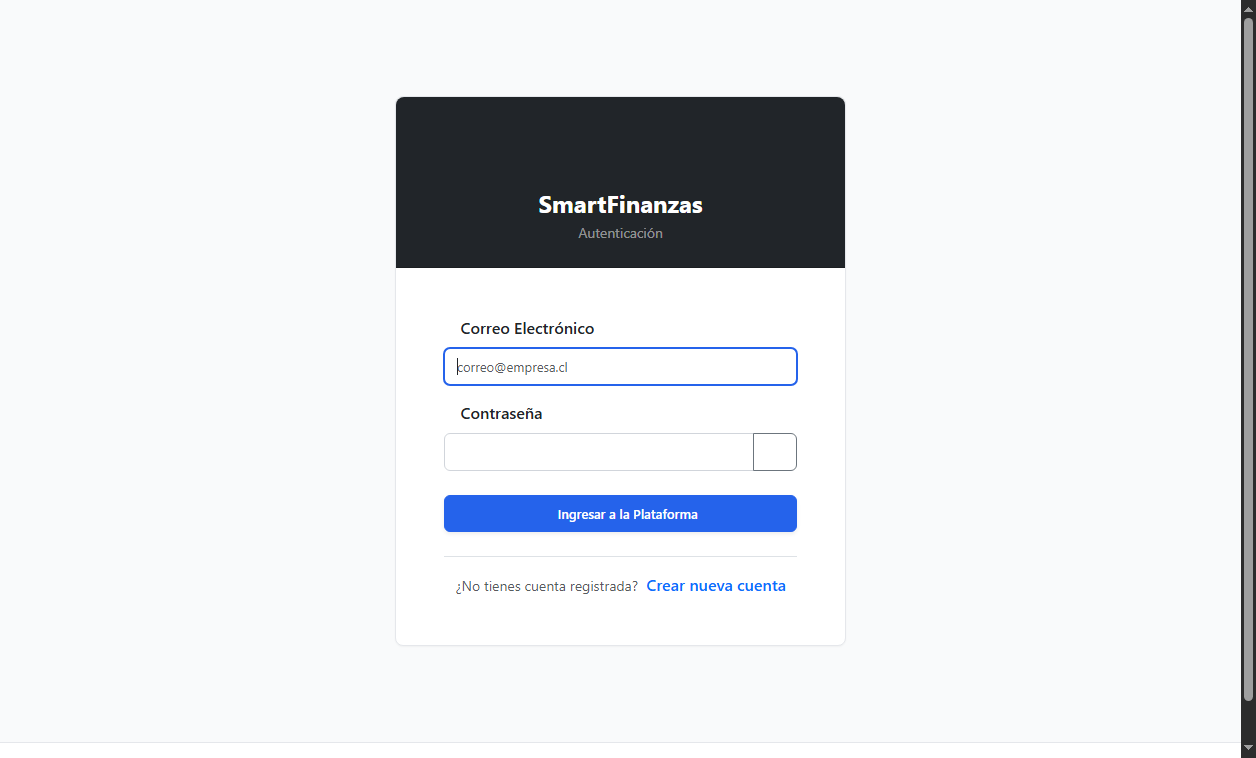 SmartFinanzas
Autenticación
Correo Electrónico
correo@empresa.cl
Contraseña
Ingresar a la Plataforma
¿No tienes cuenta registrada? Crear nueva cuenta